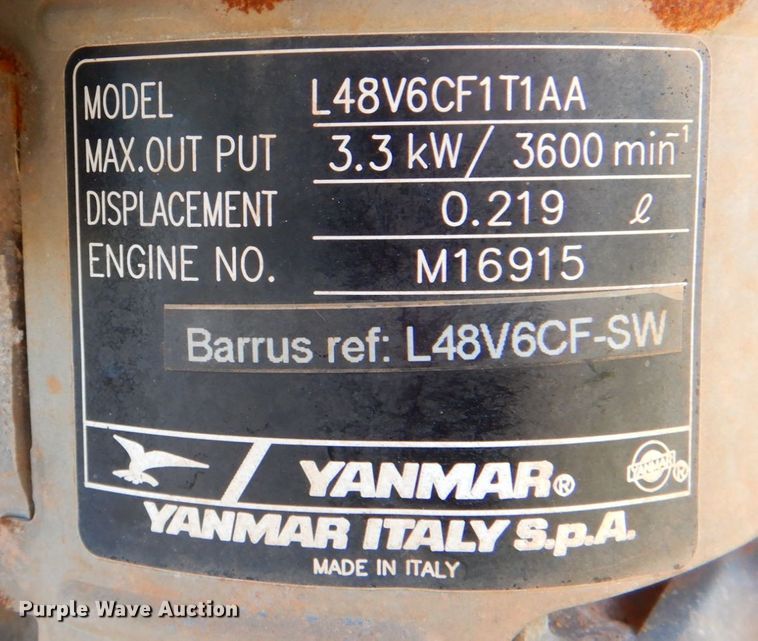 MODEL L48V6CF1T1AA
MAX.OUT PUT 3.3 kW/ 3600 min⁻¹
DISPLACEMENT 0.219 ℓ
ENGINE NO. M16915
Barrus ref: L48V6CF-SW
YANMAR® YANMAR ®
YANMAR ITALY S.p.A.
MADE IN ITALY
Purple Wave Auction